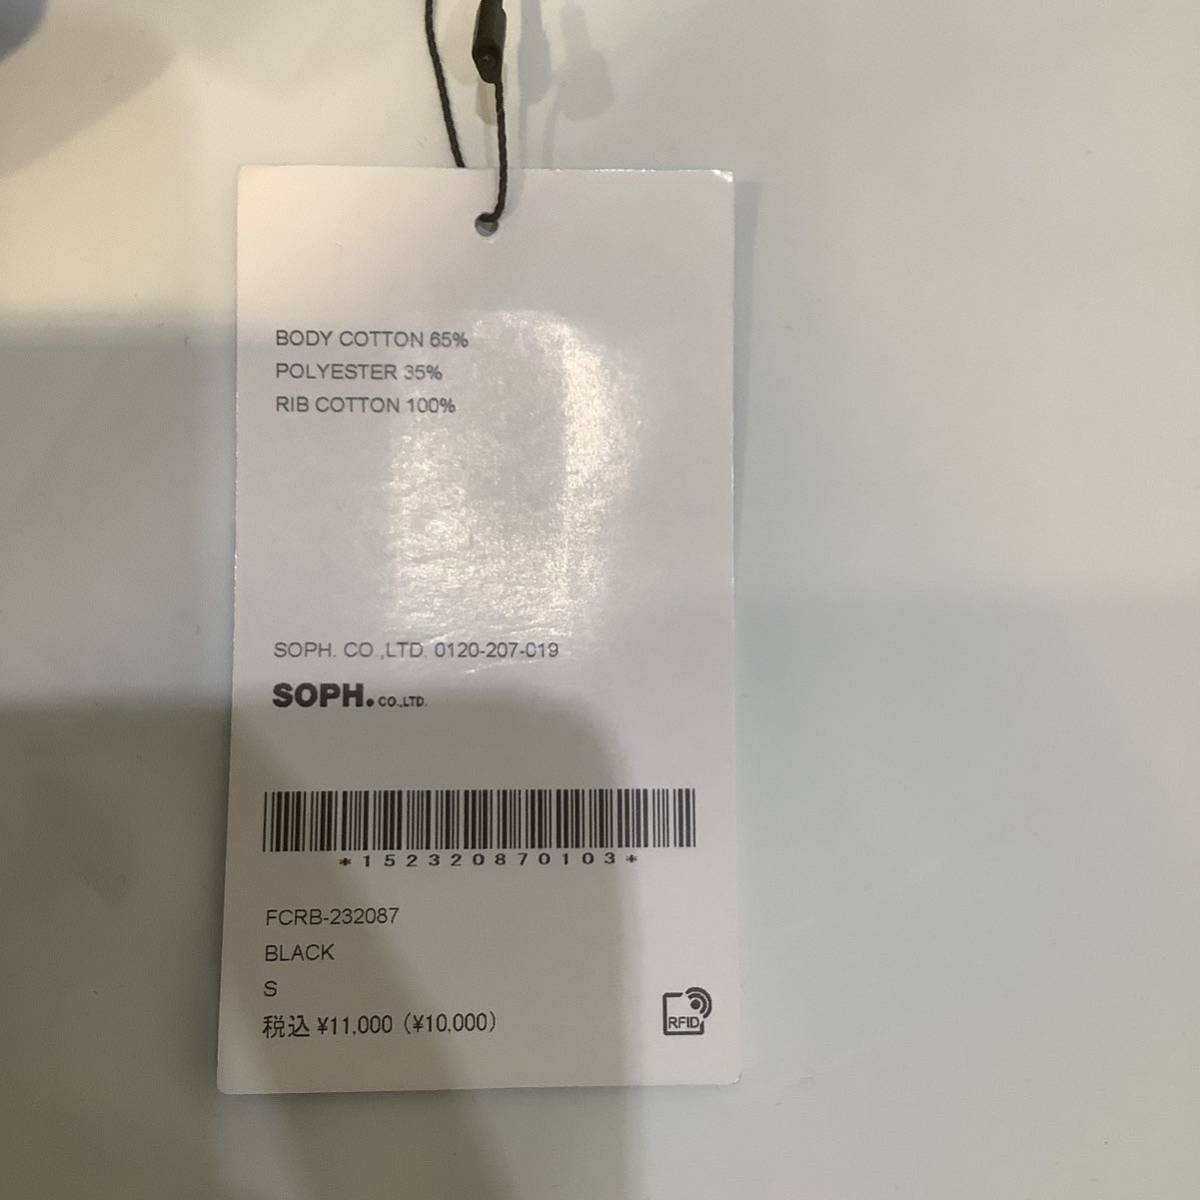 BODY COTTON 65%
POLYESTER 35%
RIB COTTON 100%
SOPH. CO.,LTD. 0120-207-019
SOPH. CO.,LTD.
*152320870103*
FCRB-232087
BLACK
S
税込 ¥11,000 (¥10,000)
RFID